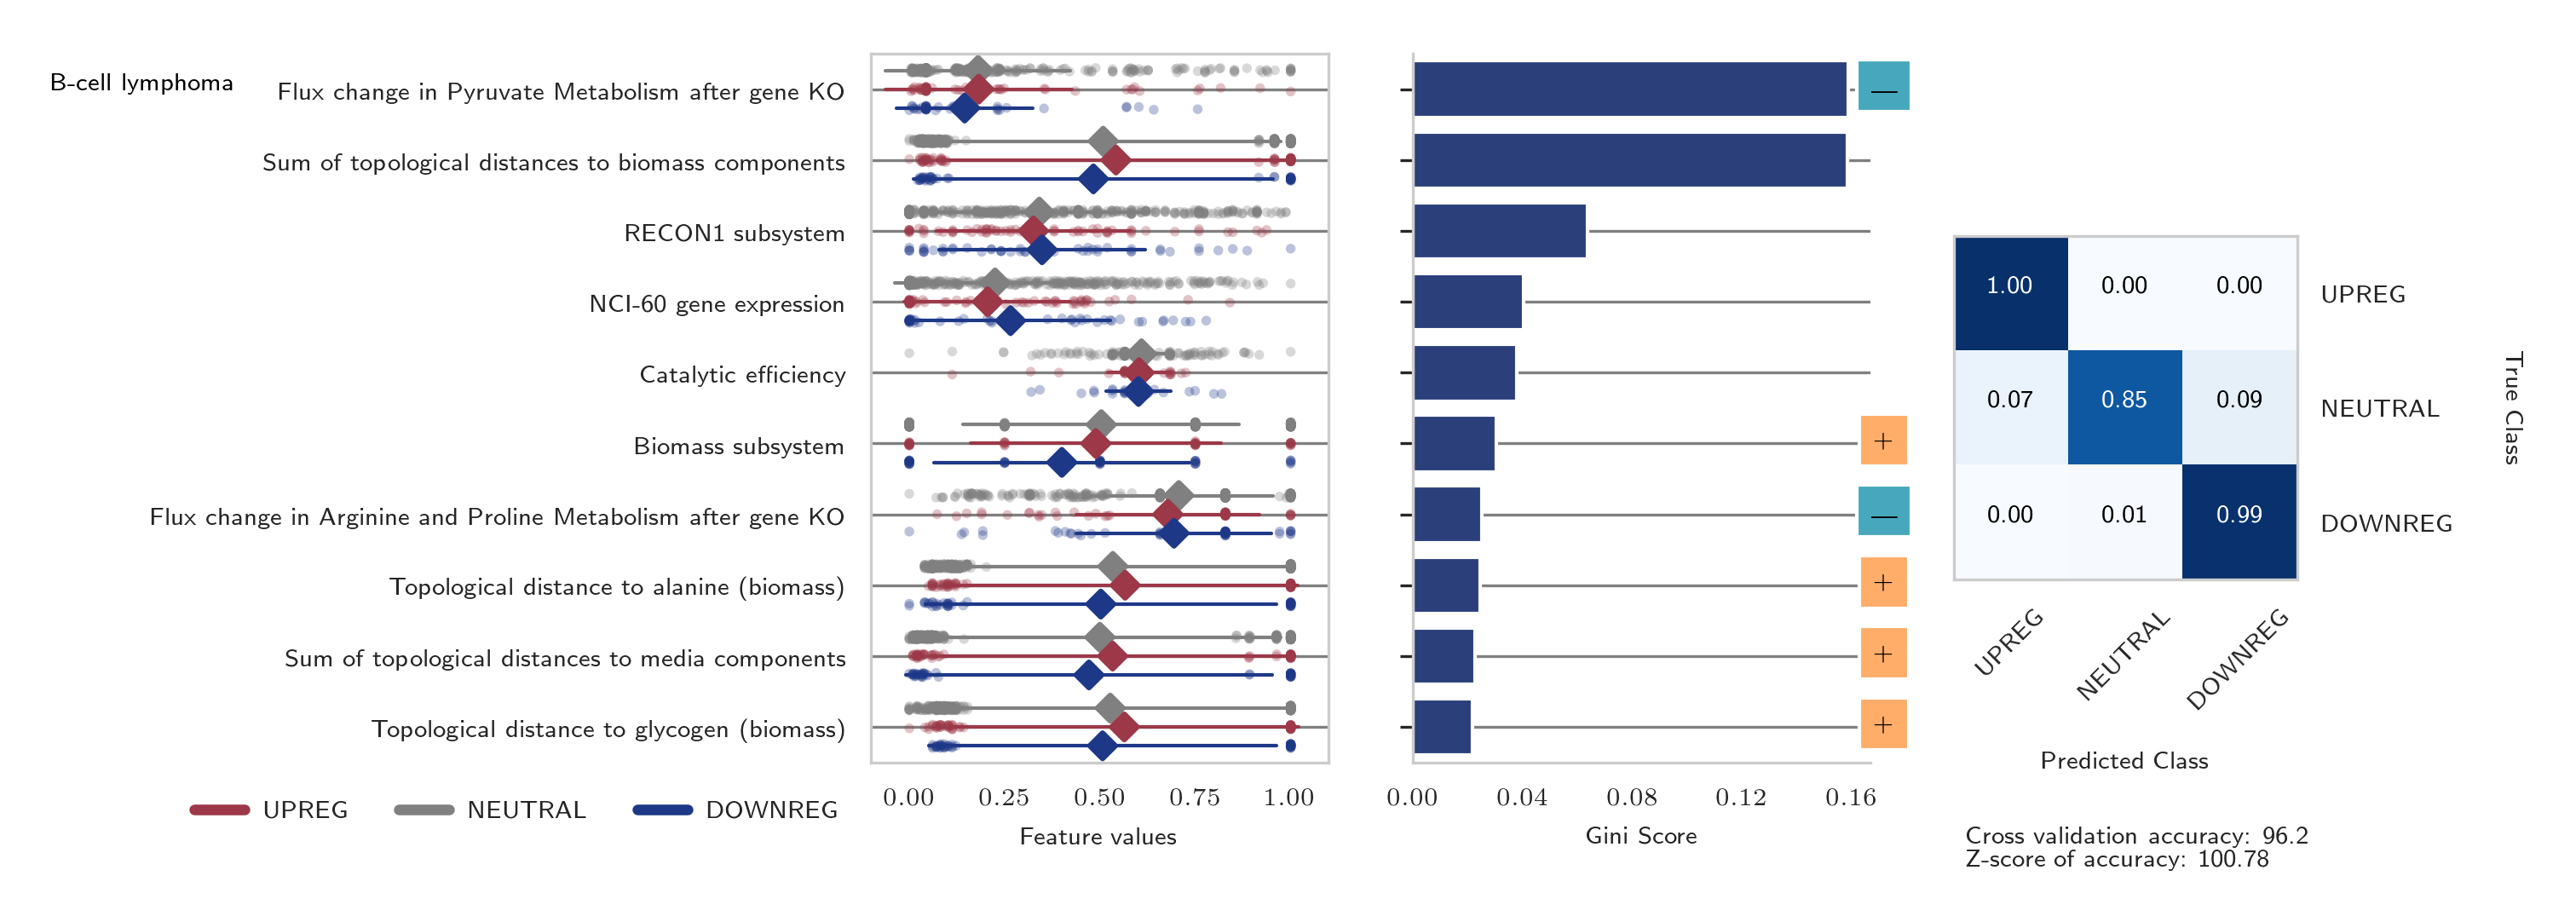 B-cell lymphoma
Flux change in Pyruvate Metabolism after gene KO
Sum of topological distances to biomass components
RECON1 subsystem
NCI-60 gene expression
Catalytic efficiency
Biomass subsystem
Flux change in Arginine and Proline Metabolism after gene KO
Topological distance to alanine (biomass)
Sum of topological distances to media components
Topological distance to glycogen (biomass)
UPREG NEUTRAL DOWNREG
0.00 0.25 0.50 0.75 1.00
Feature values
—
+
—
+
+
+
0.00 0.04 0.08 0.12 0.16
Gini Score
1.00 0.00 0.00 UPREG
0.07 0.85 0.09 NEUTRAL
0.00 0.01 0.99 DOWNREG
True Class
UPREG NEUTRAL DOWNREG
Predicted Class
Cross validation accuracy: 96.2
Z-score of accuracy: 100.78